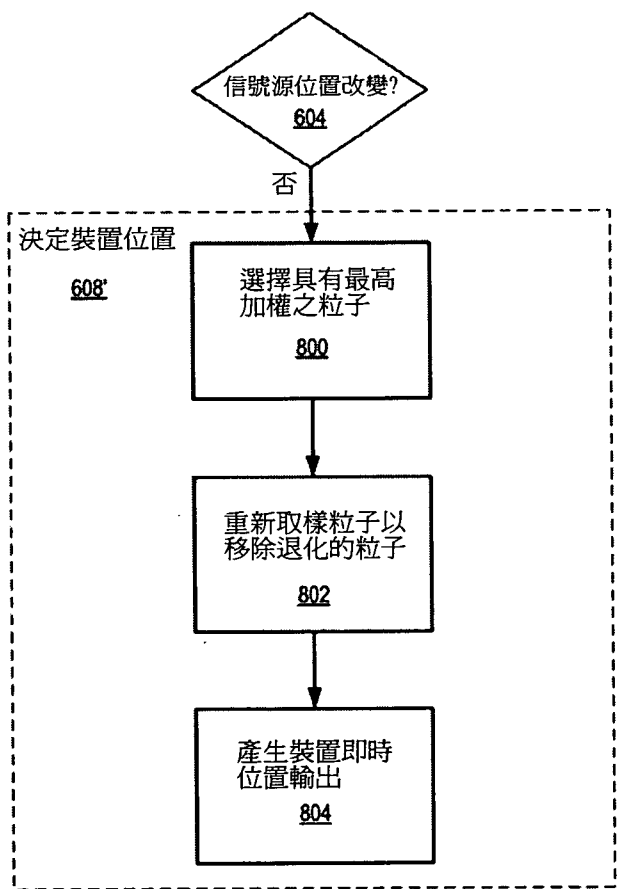 信號源位置改變?
604
否
決定裝置位置
608'
選擇具有最高
加權之粒子
800
重新取樣粒子以
移除退化的粒子
802
產生裝置即時
位置輸出
804